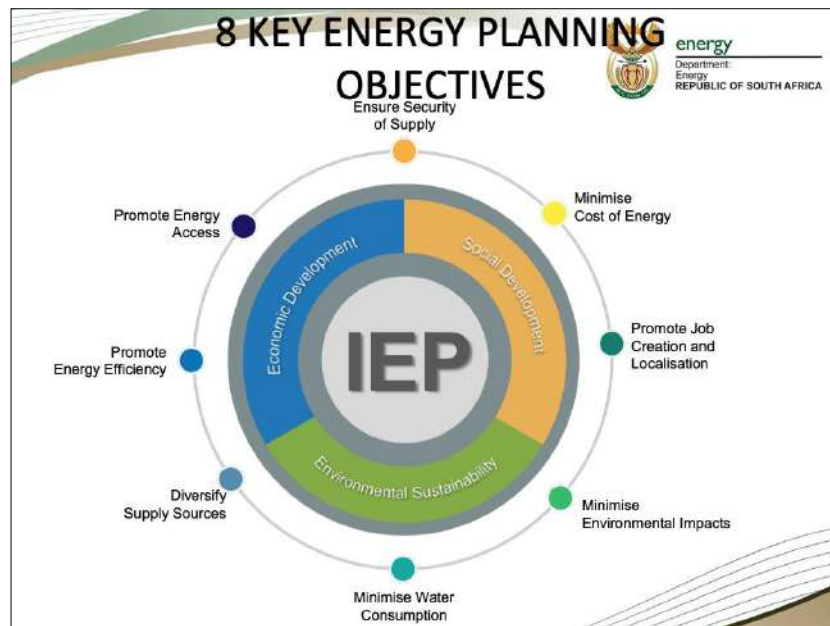 8 KEY ENERGY PLANNING
OBJECTIVES
energy
Department:
Energy
REPUBLIC OF SOUTH AFRICA
Ensure Security
of Supply
Minimise
Cost of Energy
Promote Job
Creation and
Localisation
Minimise
Environmental Impacts
Minimise Water
Consumption
Diversify
Supply Sources
Promote
Energy Efficiency
Promote Energy
Access
Economic Development
Social Development
Environmental Sustainability
IEP